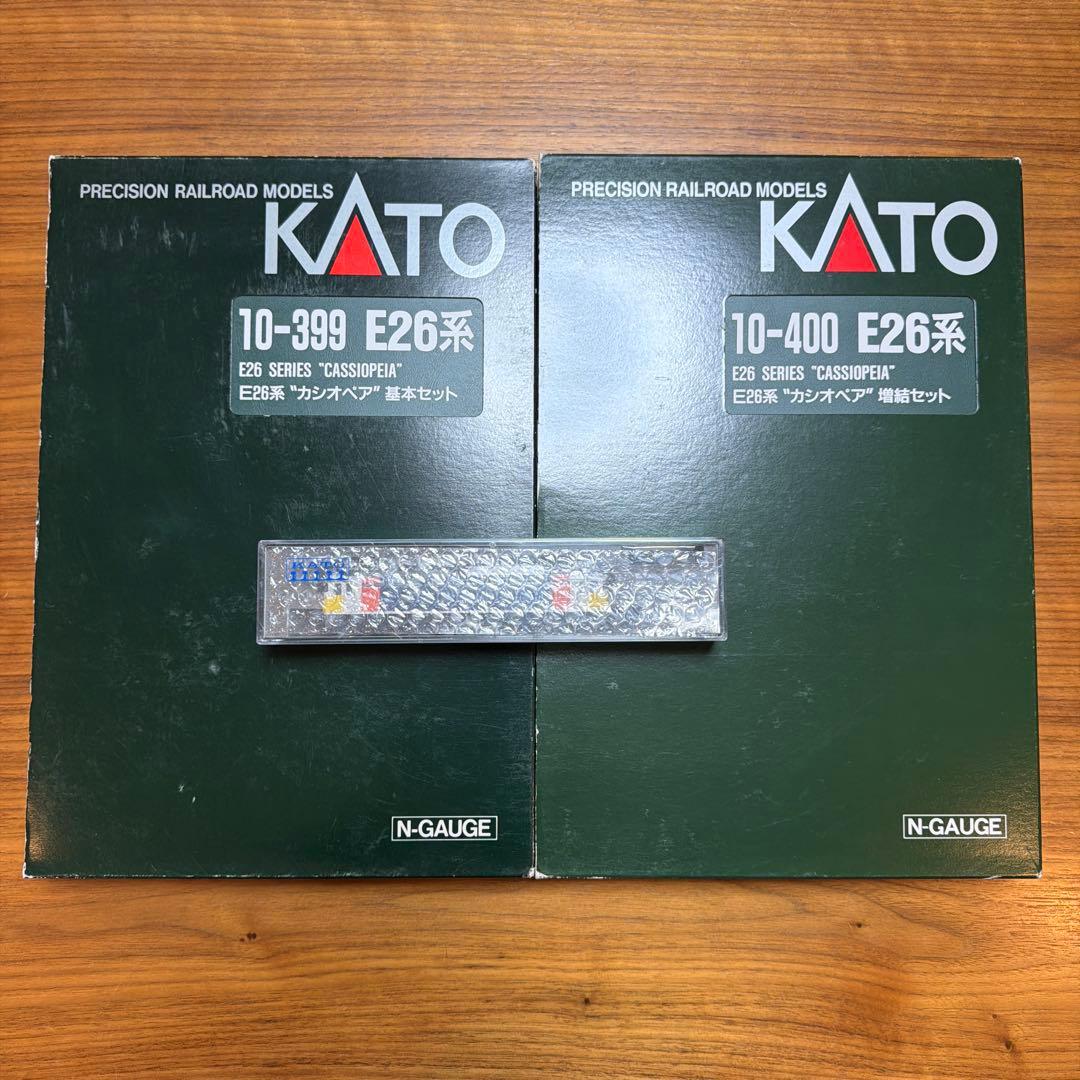 PRECISION RAILROAD MODELS
KATO
10-399 E26系
E26 SERIES "CASSIOPEIA"
E26系 "カシオペア" 基本セット
N-GAUGE
PRECISION RAILROAD MODELS
KATO
10-400 E26系
E26 SERIES "CASSIOPEIA"
E26系 "カシオペア" 増結セット
N-GAUGE
KATO